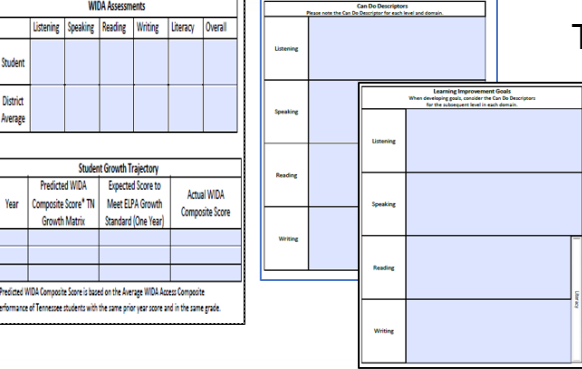 WIDA Assessments
Listening Speaking Reading Writing Literacy Overall
Student
District
Average
Student Growth Trajectory
Year
Predicted WIDA
Composite Score* TN
Growth Matrix
Expected Score to
Meet ELPA Growth
Standard (One Year)
Actual WIDA
Composite Score
Predicted WIDA Composite Score is based on the Average WIDA Access Composite
erformance of Tennessee students with the same prior year score and in the same grade.
Can Do Descriptors
Please note the Can Do Descriptor for each level and domain.
Listening
Speaking
Reading
Writing
Learning Improvement Goals
When developing goals, consider the Can Do Descriptors
for the subsequent level in each domain.
Listening
Speaking
Reading
Writing
Literacy
T